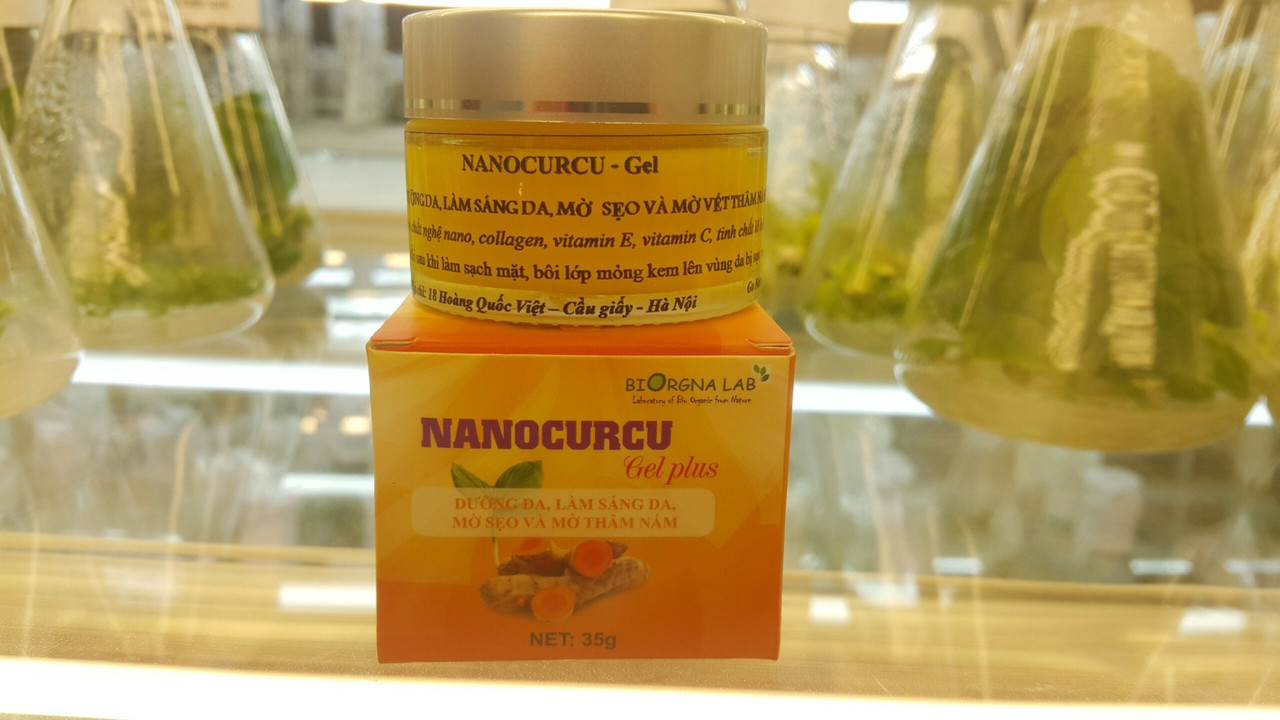 NANOCURCU - Gel
DA, LÀM SÁNG DA, MỜ SẸO VÀ MỜ VẾT THÂM
chất nghệ nano, collagen, vitamin E, vitamin C, tinh chất
sau khi làm sạch mặt, bôi lớp mỏng kem lên vùng da bị
chỉ: 18 Hoàng Quốc Việt – Cầu giấy - Hà Nội
BIORGNA LAB
Laboratory of Bio Organic from Nature
NANOCURCU
Gel plus
DƯỠNG DA, LÀM SÁNG DA,
MỜ SẸO VÀ MỜ THÂM NÁM
NET: 35g